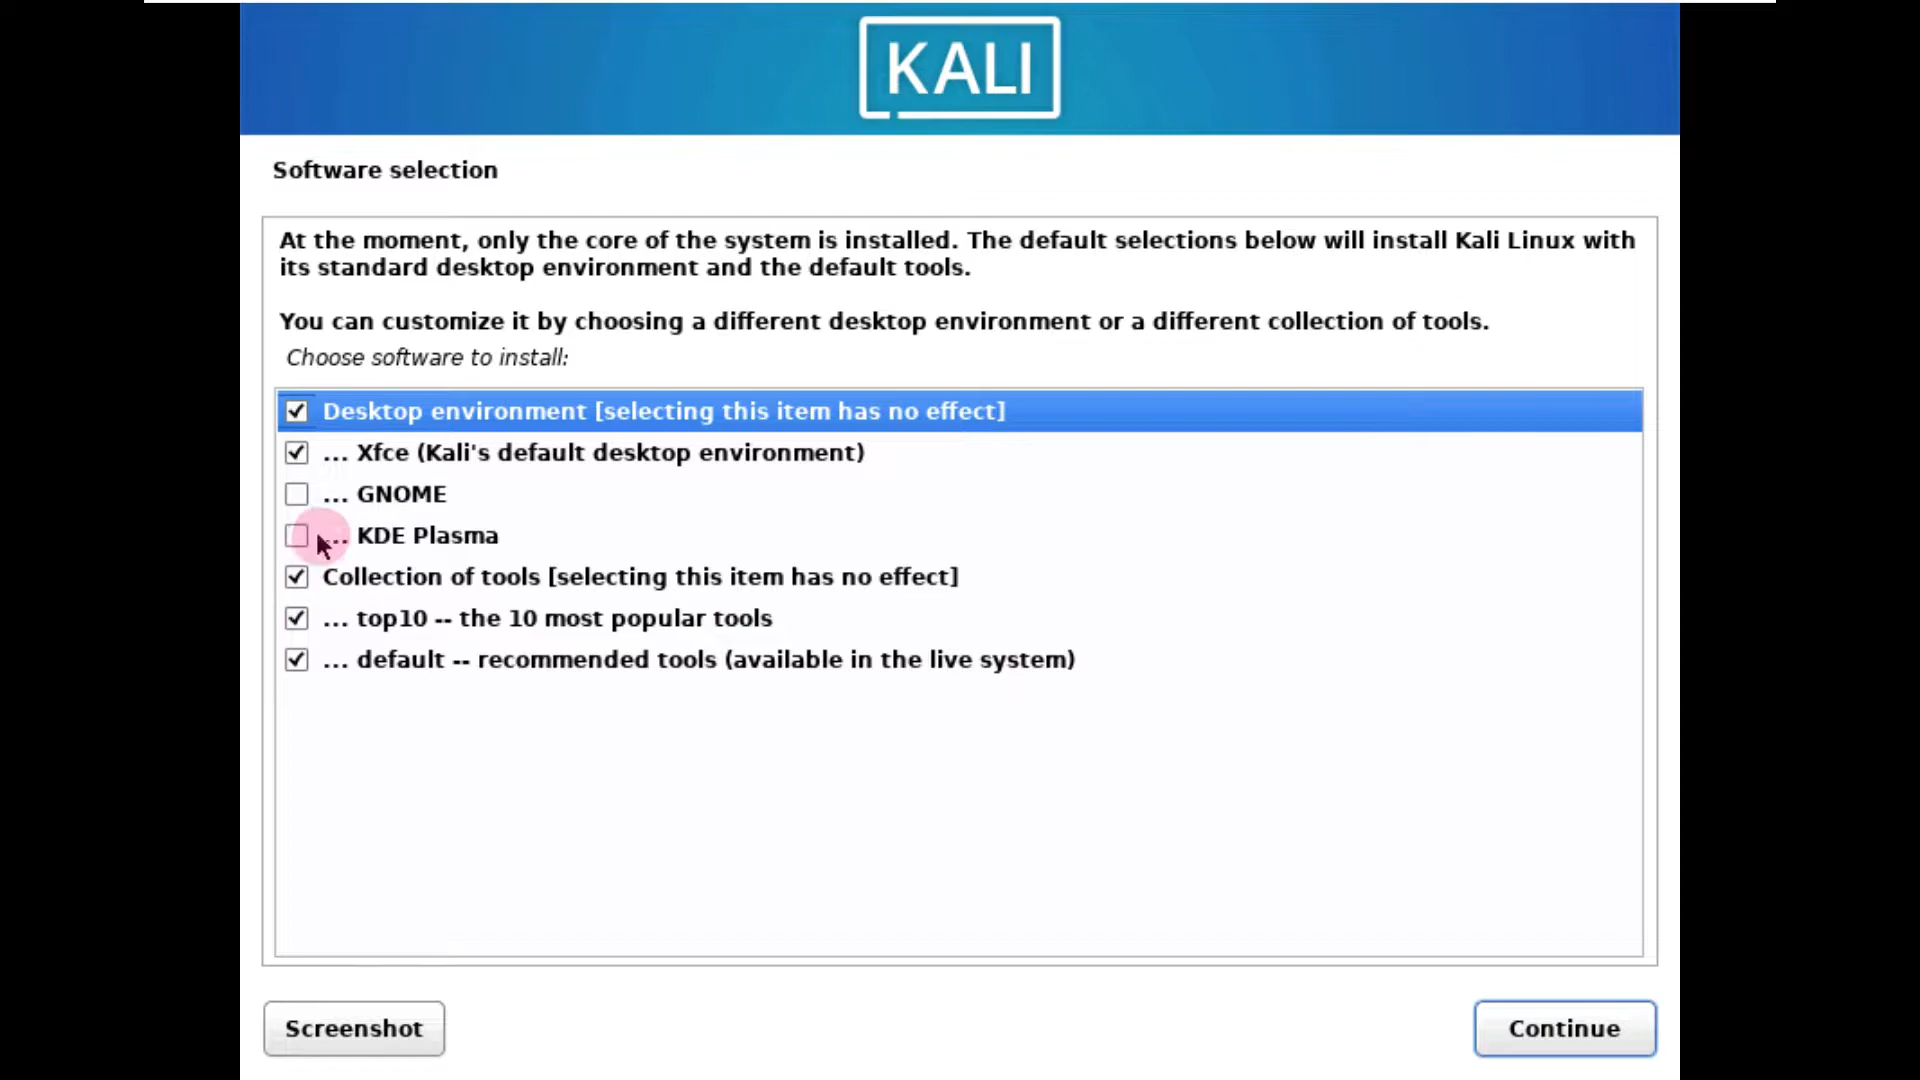 KALI
Software selection
At the moment, only the core of the system is installed. The default selections below will install Kali Linux with
its standard desktop environment and the default tools.
You can customize it by choosing a different desktop environment or a different collection of tools.
Choose software to install:
Desktop environment [selecting this item has no effect]
... Xfce (Kali's default desktop environment)
... GNOME
... KDE Plasma
Collection of tools [selecting this item has no effect]
... top10 -- the 10 most popular tools
... default -- recommended tools (available in the live system)
Screenshot
Continue